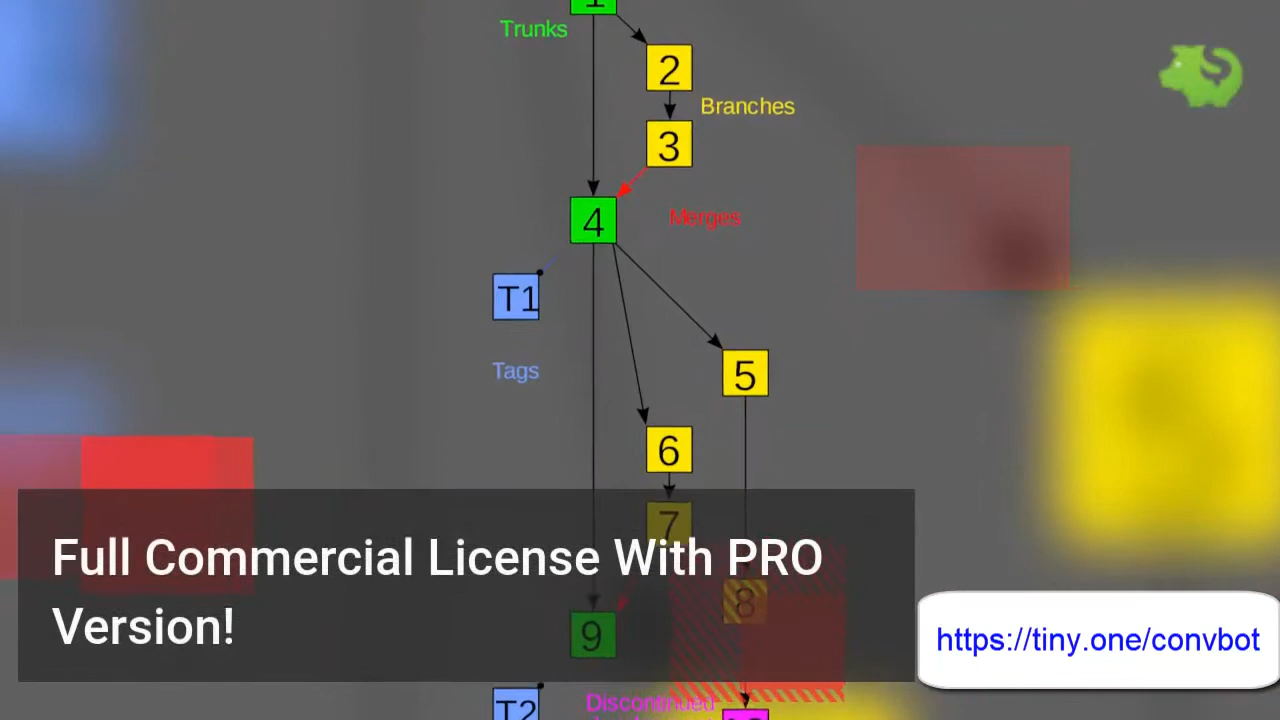 1
Trunks
2
Branches
3
4
Merges
T1
Tags
5
6
7
8
Full Commercial License With PRO
Version!
9
https://tiny.one/convbot
T2
Discontinued